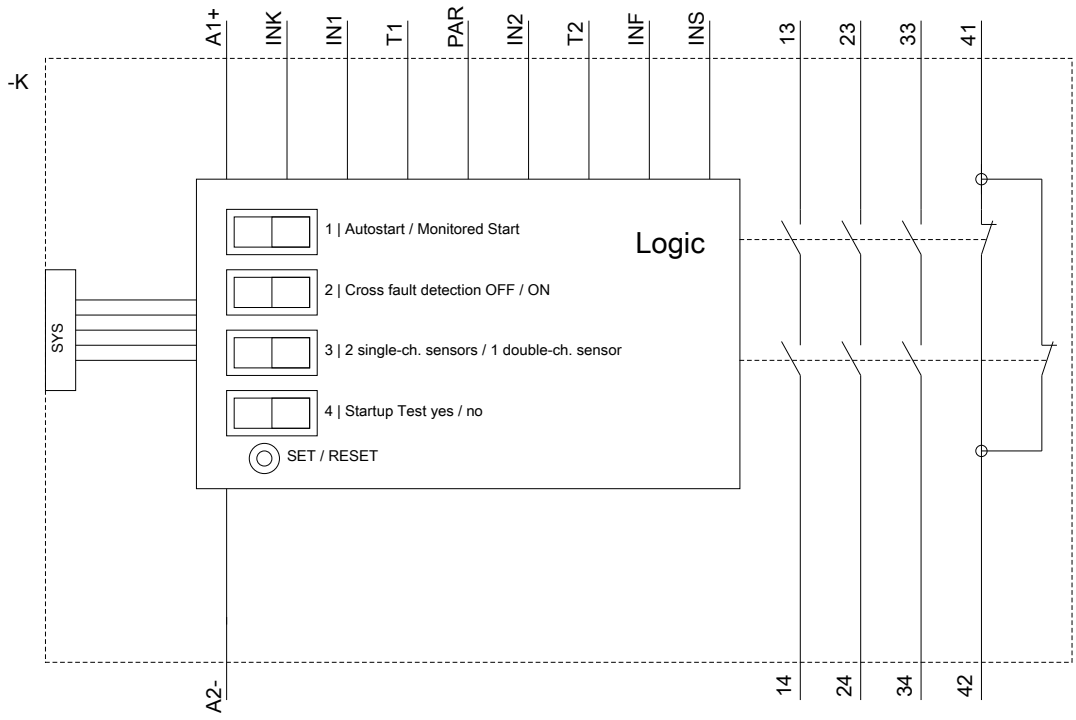 A1+
INK
IN1
T1
PAR
IN2
T2
INF
INS
13
23
33
41
-K
1 | Autostart / Monitored Start
Logic
2 | Cross fault detection OFF / ON
SYS
3 | 2 single-ch. sensors / 1 double-ch. sensor
4 | Startup Test yes / no
SET / RESET
A2-
14
24
34
42